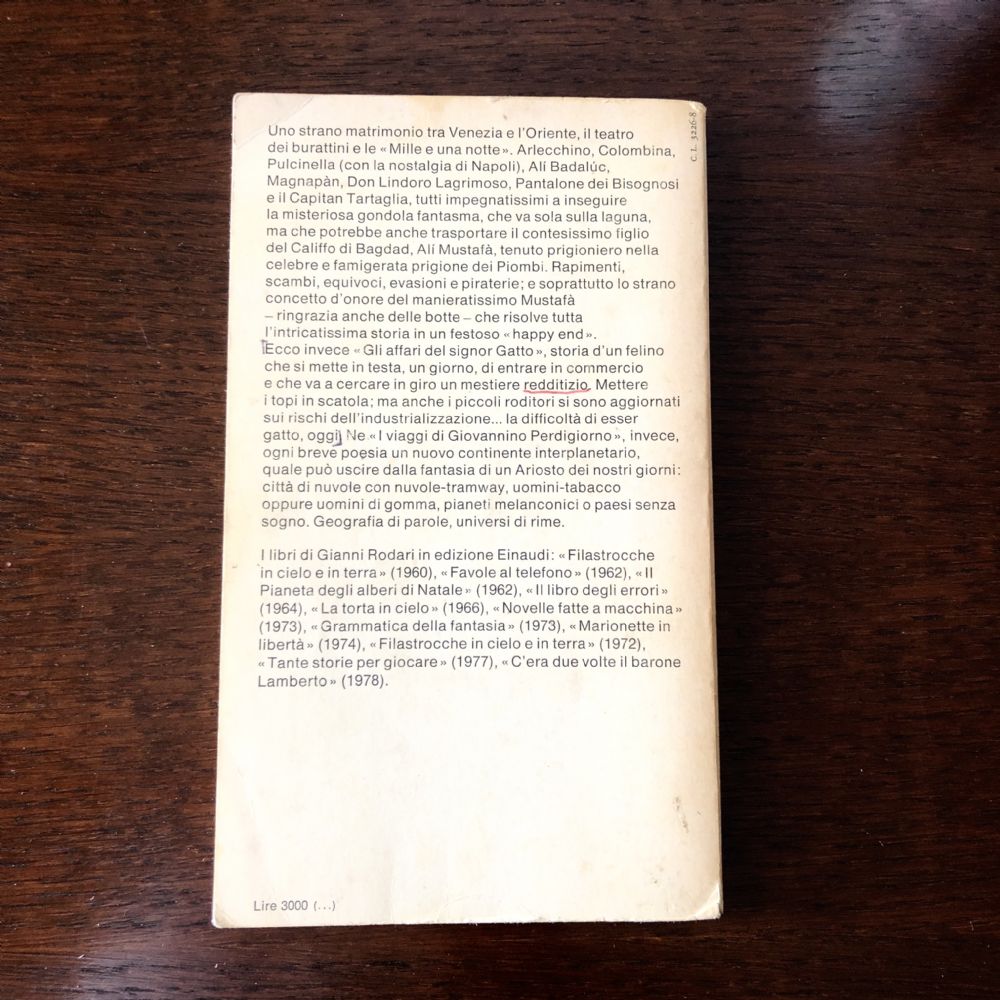 Uno strano matrimonio tra Venezia e l'Oriente, il teatro
dei burattini e le «Mille e una notte». Arlecchino, Colombina,
Pulcinella (con la nostalgia di Napoli), Alí Badalúc,
Magnapàn, Don Lindoro Lagrimoso, Pantalone dei Bisognosi
e il Capitan Tartaglia, tutti impegnatissimi a inseguire
la misteriosa gondola fantasma, che va sola sulla laguna,
ma che potrebbe anche trasportare il contesissimo figlio
del Califfo di Bagdad, Alí Mustafà, tenuto prigioniero nella
celebre e famigerata prigione dei Piombi. Rapimenti,
scambi, equivoci, evasioni e piraterie; e soprattutto lo strano
concetto d'onore del manieratissimo Mustafà
– ringrazia anche delle botte – che risolve tutta
l'intricatissima storia in un festoso «happy end».
Ecco invece «Gli affari del signor Gatto», storia d'un felino
che si mette in testa, un giorno, di entrare in commercio
e che va a cercare in giro un mestiere redditizio. Mettere
i topi in scatola; ma anche i piccoli roditori si sono aggiornati
sui rischi dell'industrializzazione... la difficoltà di esser
gatto, oggi. Ne «I viaggi di Giovannino Perdigiorno», invece,
ogni breve poesia un nuovo continente interplanetario,
quale può uscire dalla fantasia di un Ariosto dei nostri giorni:
città di nuvole con nuvole-tramway, uomini-tabacco
oppure uomini di gomma, pianeti melanconici o paesi senza
sogno. Geografia di parole, universi di rime.
I libri di Gianni Rodari in edizione Einaudi: «Filastrocche
in cielo e in terra» (1960), «Favole al telefono» (1962), «Il
Pianeta degli alberi di Natale» (1962), «Il libro degli errori»
(1964), «La torta in cielo» (1966), «Novelle fatte a macchina»
(1973), «Grammatica della fantasia» (1973), «Marionette in
libertà» (1974), «Filastrocche in cielo e in terra» (1972),
«Tante storie per giocare» (1977), «C'era due volte il barone
Lamberto» (1978).
Lire 3000 (...)
C. L. 3226-8